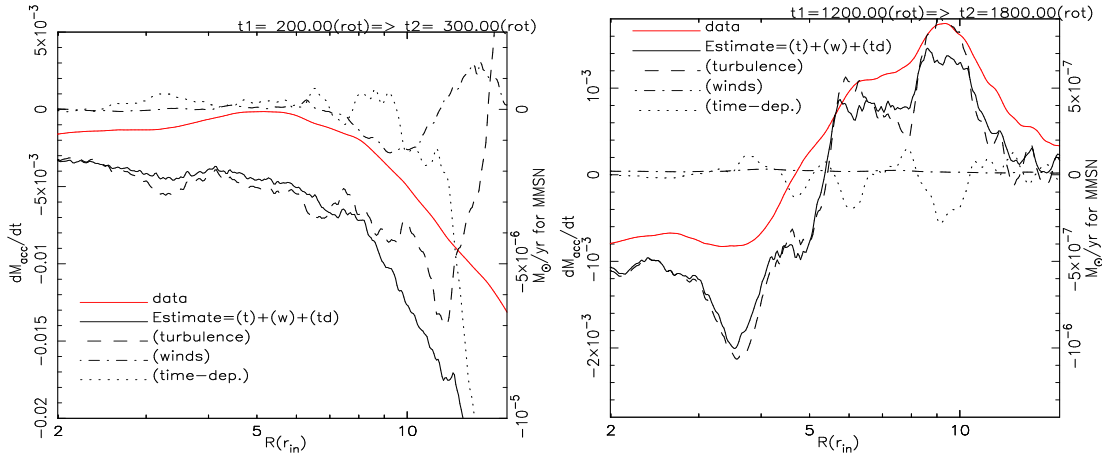 t1= 200.00(rot)=> t2= 300.00(rot)
5×10⁻³
0
−5×10⁻³
−0.01
−0.015
−0.02
dM_acc/dt
0
−5×10⁻⁶
−10⁻⁵
M_⊙/yr for MMSN
data
Estimate=(t)+(w)+(td)
(turbulence)
(winds)
(time−dep.)
2
5
10
R(r_in)
t1=1200.00(rot)=> t2=1800.00(rot)
data
Estimate=(t)+(w)+(td)
(turbulence)
(winds)
(time−dep.)
10⁻³
0
−10⁻³
−2×10⁻³
dM_acc/dt
5×10⁻⁷
0
−5×10⁻⁷
−10⁻⁶
M_⊙/yr for MMSN
2
5
10
R(r_in)